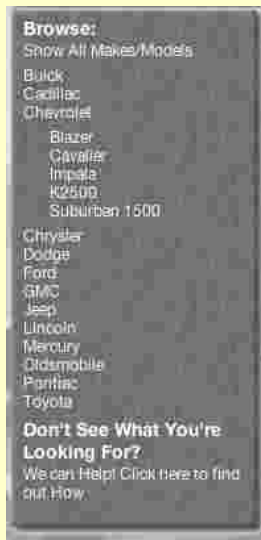 Browse:
Show All Makes/Models
Buick
Cadillac
Chevrolet
Blazer
Cavalier
Impala
K2500
Suburban 1500
Chrysler
Dodge
Ford
GMC
Jeep
Lincoln
Mercury
Oldsmobile
Pontiac
Toyota
Don't See What You're
Looking For?
We can Help! Click here to find
out How